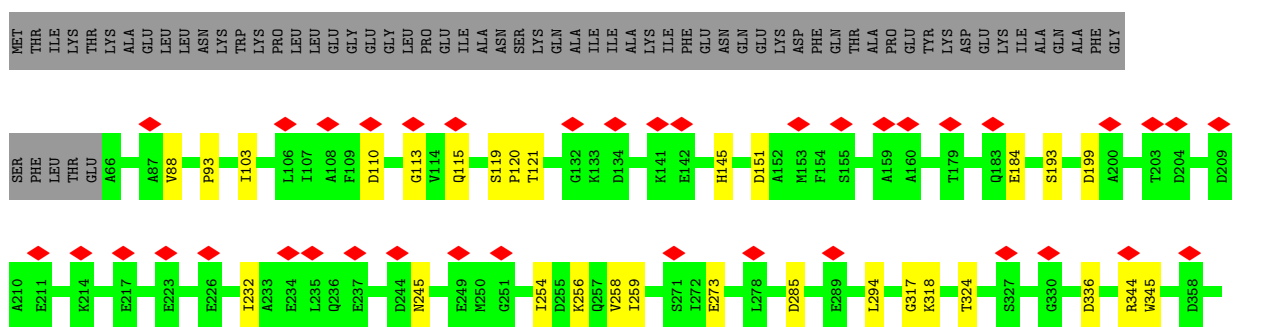 MET THR ILE LYS THR LYS ALA GLU LEU LEU ASN LYS TRP LYS PRO LEU LEU GLU GLY GLU GLY LEU PRO GLU ILE ALA ASN SER LYS GLN ALA ILE ILE ALA LYS ILE PHE GLU ASN GLN GLU LYS ASP PHE GLN THR ALA PRO GLU TYR LYS ASP GLU LYS ILE ALA GLN ALA PHE GLY
SER PHE LEU THR GLU A66 A87 V88 P93 I103 L106 I107 A108 F109 D110 G113 V114 Q115 S119 P120 T121 G132 K133 D134 K141 E142 H145 D151 A152 M153 F154 S155 A159 A160 T179 Q183 E184 S193 D199 A200 T203 D204 D209
A210 E211 K214 E217 E223 E226 I232 A233 E234 L235 Q236 E237 D244 N245 E249 M250 G251 I254 D255 K256 Q257 V258 I259 S271 I272 E273 L278 D285 E289 L294 G317 K318 T324 S327 G330 D336 R344 W345 D358